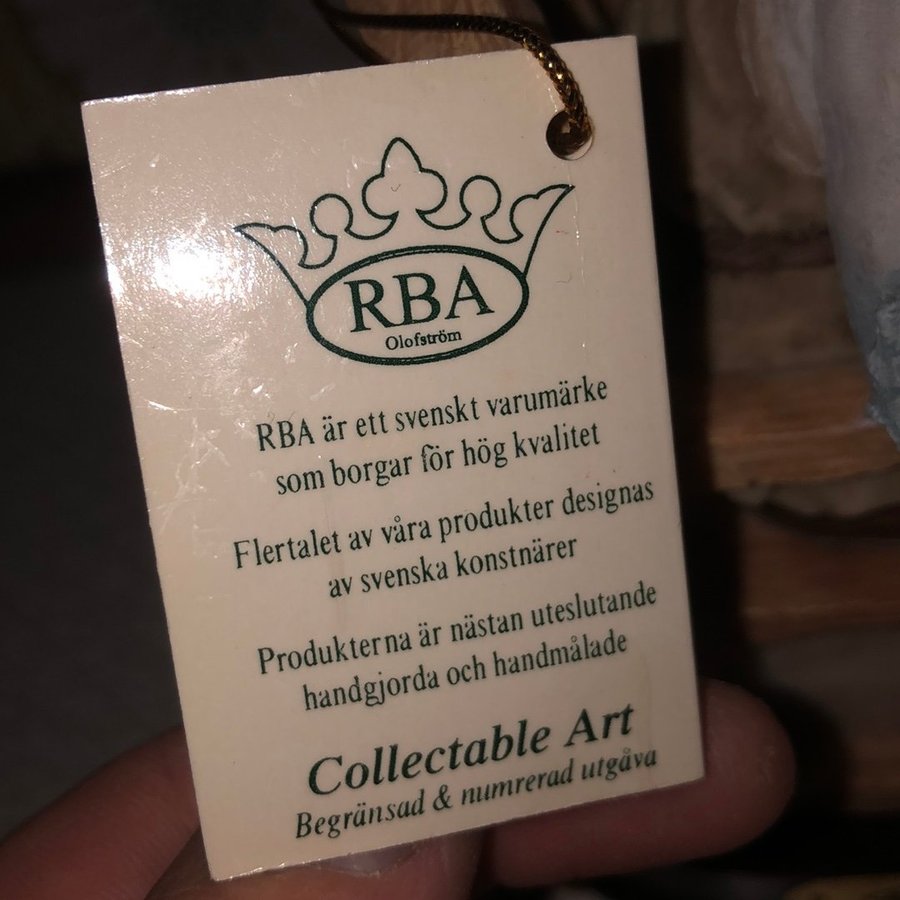 RBA
Olofström
RBA är ett svenskt varumärke
som borgar för hög kvalitet
Flertalet av våra produkter designas
av svenska konstnärer
Produkterna är nästan uteslutande
handgjorda och handmålade
Collectable Art
Begränsad & numrerad utgåva